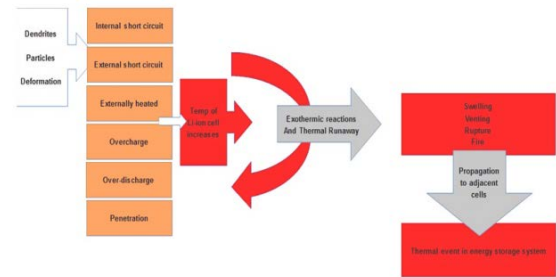 Dendrites
Particles
Deformation
Internal short circuit
External short circuit
Externally heated
Overcharge
Over-discharge
Penetration
Temp of
Li-ion cell
increases
Exothermic reactions
And Thermal Runaway
Swelling
Venting
Rupture
Fire
Propagation
to adjacent
cells
Thermal event in energy storage system